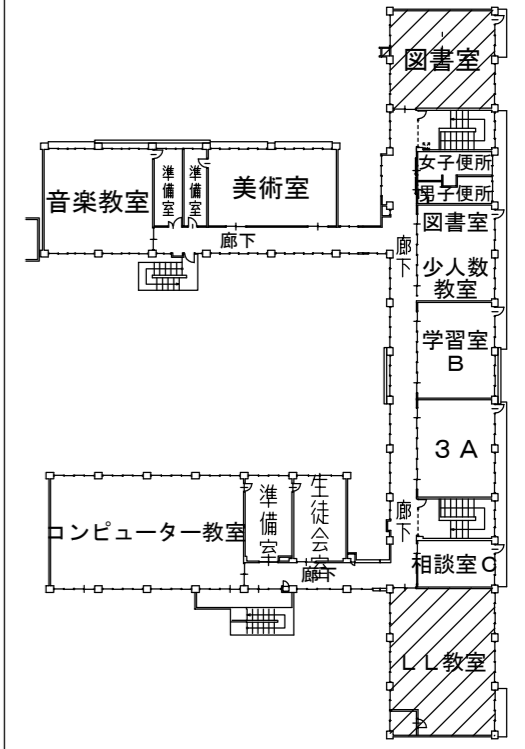 図書室
女子便所
男子便所
図書室
少人数
教室
準備室
準備室
美術室
音楽教室
廊下
廊下
学習室
B
3A
廊下
相談室C
生徒会室
準備室
コンピューター教室
廊下
LL教室